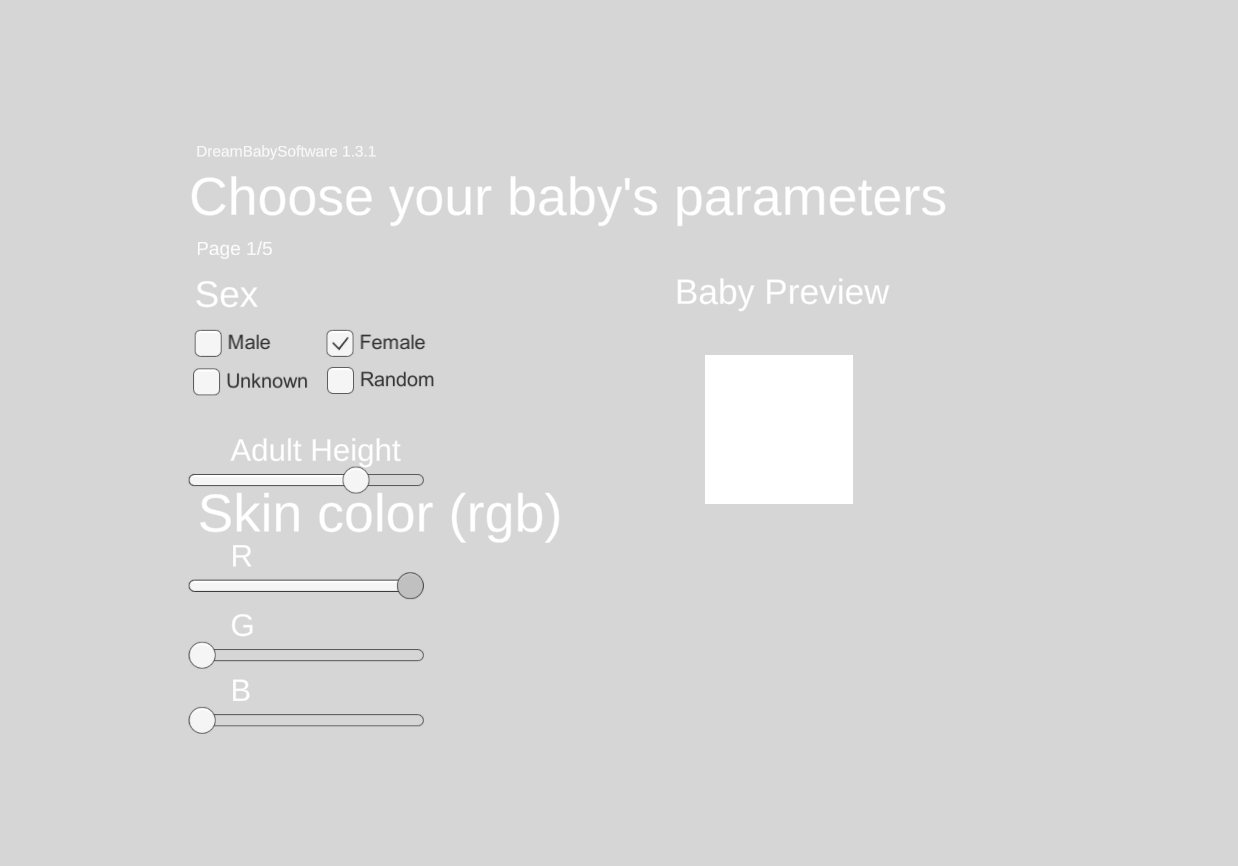 DreamBabySoftware 1.3.1
Choose your baby's parameters
Page 1/5
Sex
Male
Female
Unknown
Random
Adult Height
Skin color (rgb)
R
G
B
Baby Preview